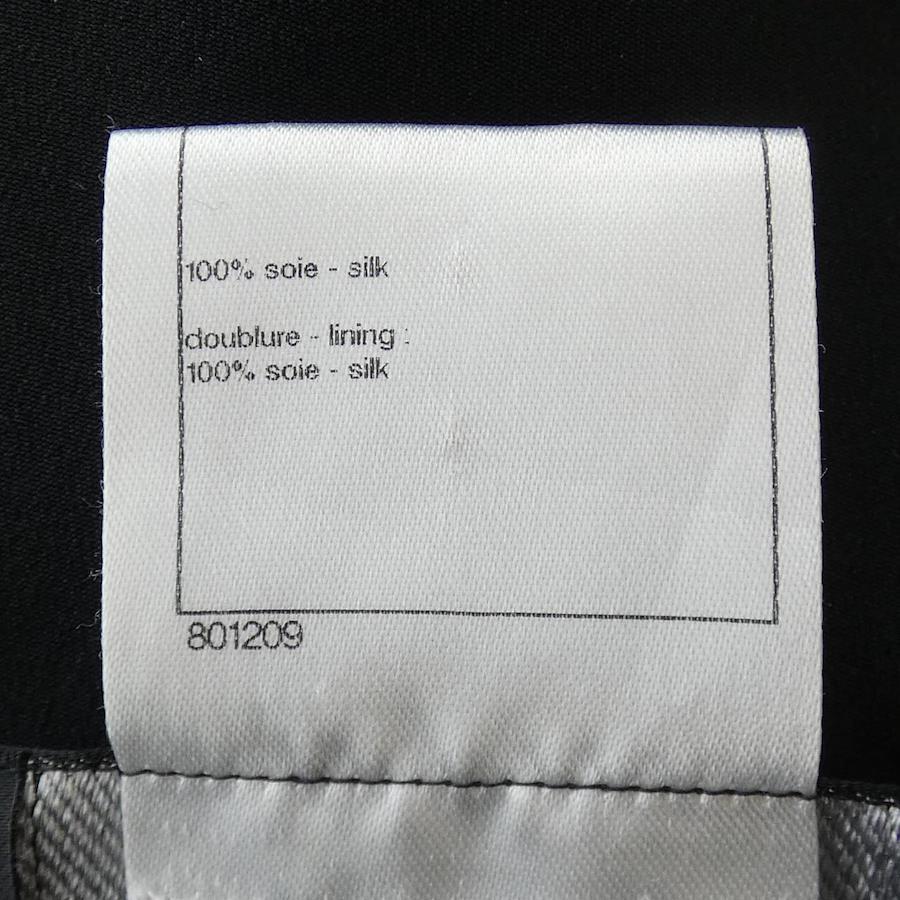 100% soie - silk
doublure - lining :
100% soie - silk
801209